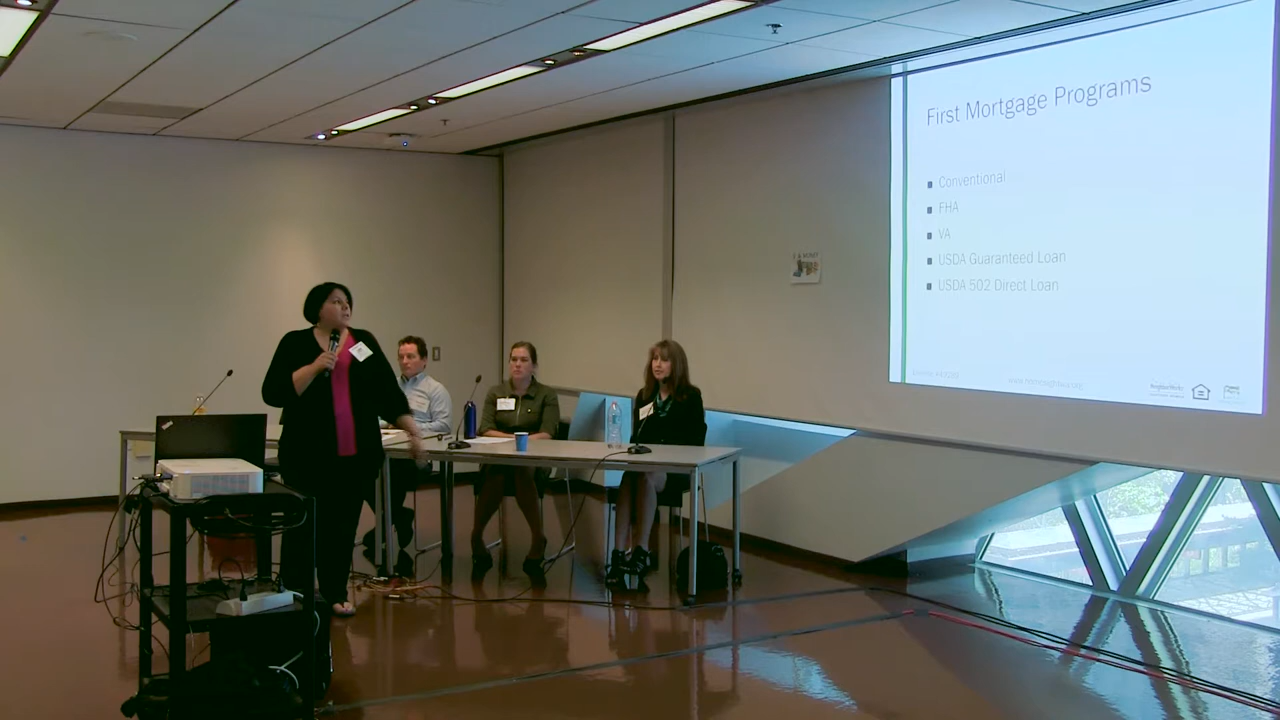 First Mortgage Programs
Conventional
FHA
VA
USDA Guaranteed Loan
USDA 502 Direct Loan